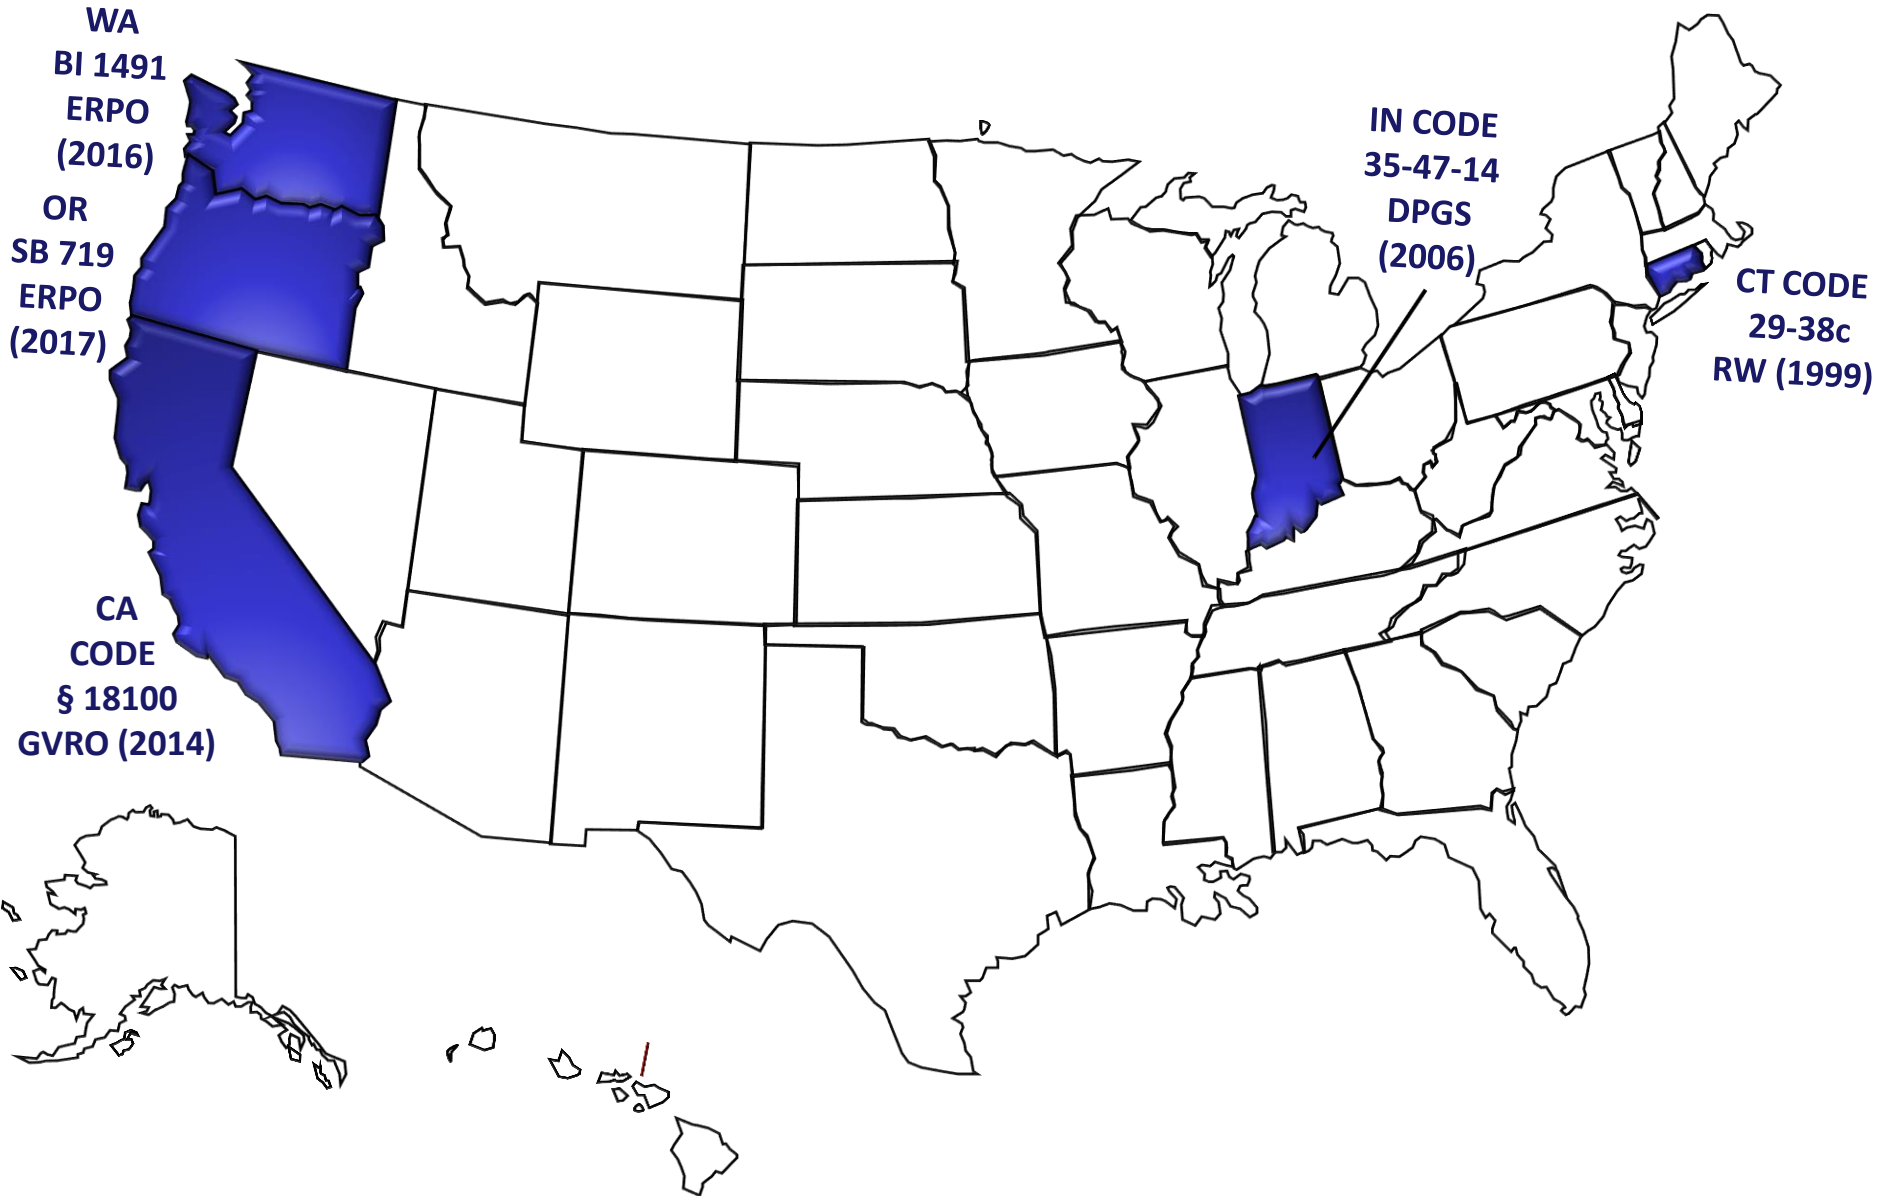 WA
BI 1491
ERPO
(2016)
OR
SB 719
ERPO
(2017)
CA
CODE
§ 18100
GVRO (2014)
IN CODE
35-47-14
DPGS
(2006)
CT CODE
29-38c
RW (1999)